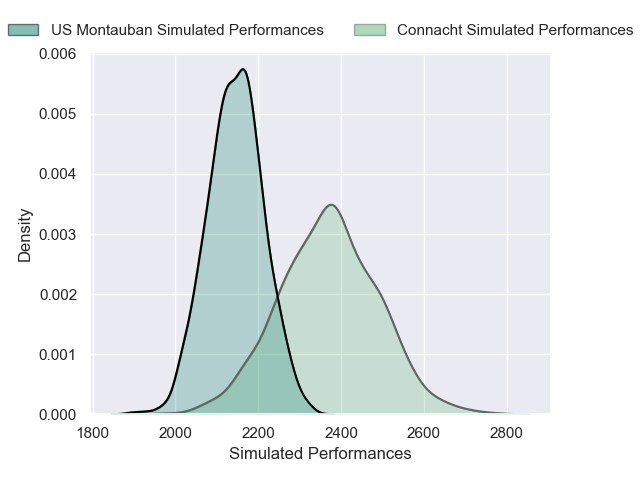 US Montauban Simulated Performances Connacht Simulated Performances
0.006
0.005
0.004
0.003
0.002
0.001
0.000
Density
1800 2000 2200 2400 2600 2800
Simulated Performances